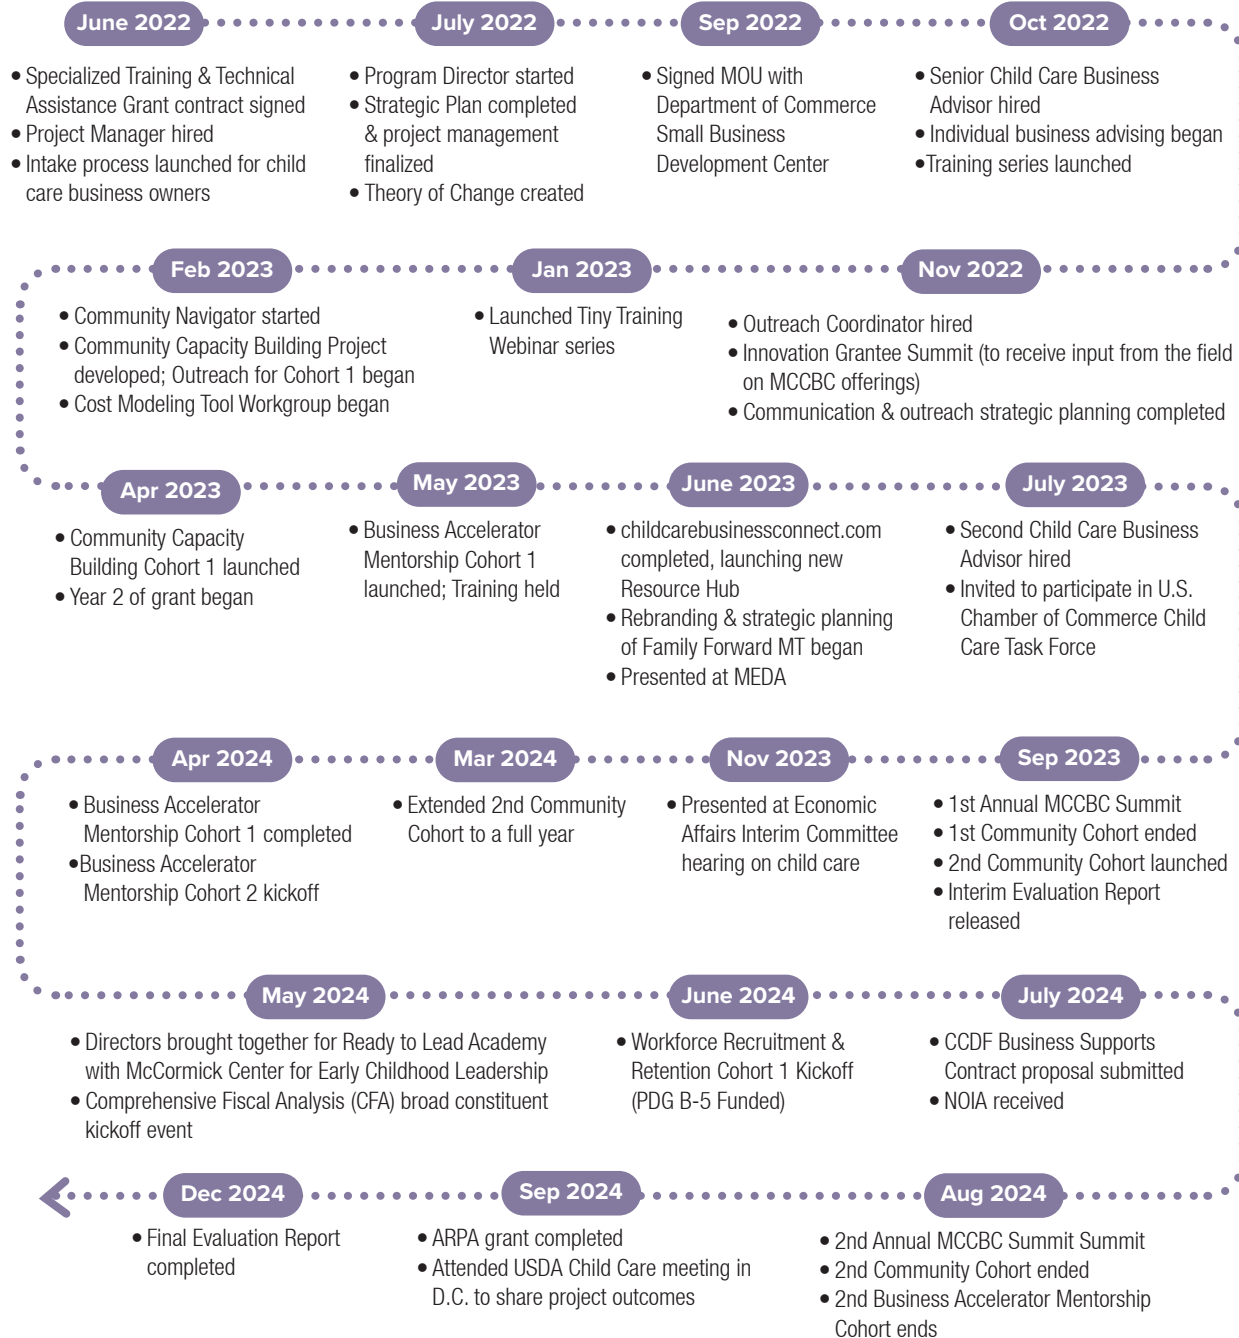 June 2022
• Specialized Training & Technical
Assistance Grant contract signed
• Project Manager hired
• Intake process launched for child
care business owners
July 2022
• Program Director started
• Strategic Plan completed
& project management
finalized
• Theory of Change created
Sep 2022
• Signed MOU with
Department of Commerce
Small Business
Development Center
Oct 2022
• Senior Child Care Business
Advisor hired
• Individual business advising began
•Training series launched
Nov 2022
• Outreach Coordinator hired
• Innovation Grantee Summit (to receive input from the field
on MCCBC offerings)
• Communication & outreach strategic planning completed
Jan 2023
• Launched Tiny Training
Webinar series
Feb 2023
• Community Navigator started
• Community Capacity Building Project
developed; Outreach for Cohort 1 began
• Cost Modeling Tool Workgroup began
Apr 2023
• Community Capacity
Building Cohort 1 launched
• Year 2 of grant began
May 2023
• Business Accelerator
Mentorship Cohort 1
launched; Training held
June 2023
• childcarebusinessconnect.com
completed, launching new
Resource Hub
• Rebranding & strategic planning
of Family Forward MT began
• Presented at MEDA
July 2023
• Second Child Care Business
Advisor hired
• Invited to participate in U.S.
Chamber of Commerce Child
Care Task Force
Sep 2023
• 1st Annual MCCBC Summit
• 1st Community Cohort ended
• 2nd Community Cohort launched
• Interim Evaluation Report
released
Nov 2023
• Presented at Economic
Affairs Interim Committee
hearing on child care
Mar 2024
• Extended 2nd Community
Cohort to a full year
Apr 2024
• Business Accelerator
Mentorship Cohort 1 completed
•Business Accelerator
Mentorship Cohort 2 kickoff
May 2024
• Directors brought together for Ready to Lead Academy
with McCormick Center for Early Childhood Leadership
• Comprehensive Fiscal Analysis (CFA) broad constituent
kickoff event
June 2024
• Workforce Recruitment &
Retention Cohort 1 Kickoff
(PDG B-5 Funded)
July 2024
• CCDF Business Supports
Contract proposal submitted
• NOIA received
Aug 2024
• 2nd Annual MCCBC Summit Summit
• 2nd Community Cohort ended
• 2nd Business Accelerator Mentorship
Cohort ends
Sep 2024
• ARPA grant completed
• Attended USDA Child Care meeting in
D.C. to share project outcomes
Dec 2024
• Final Evaluation Report
completed